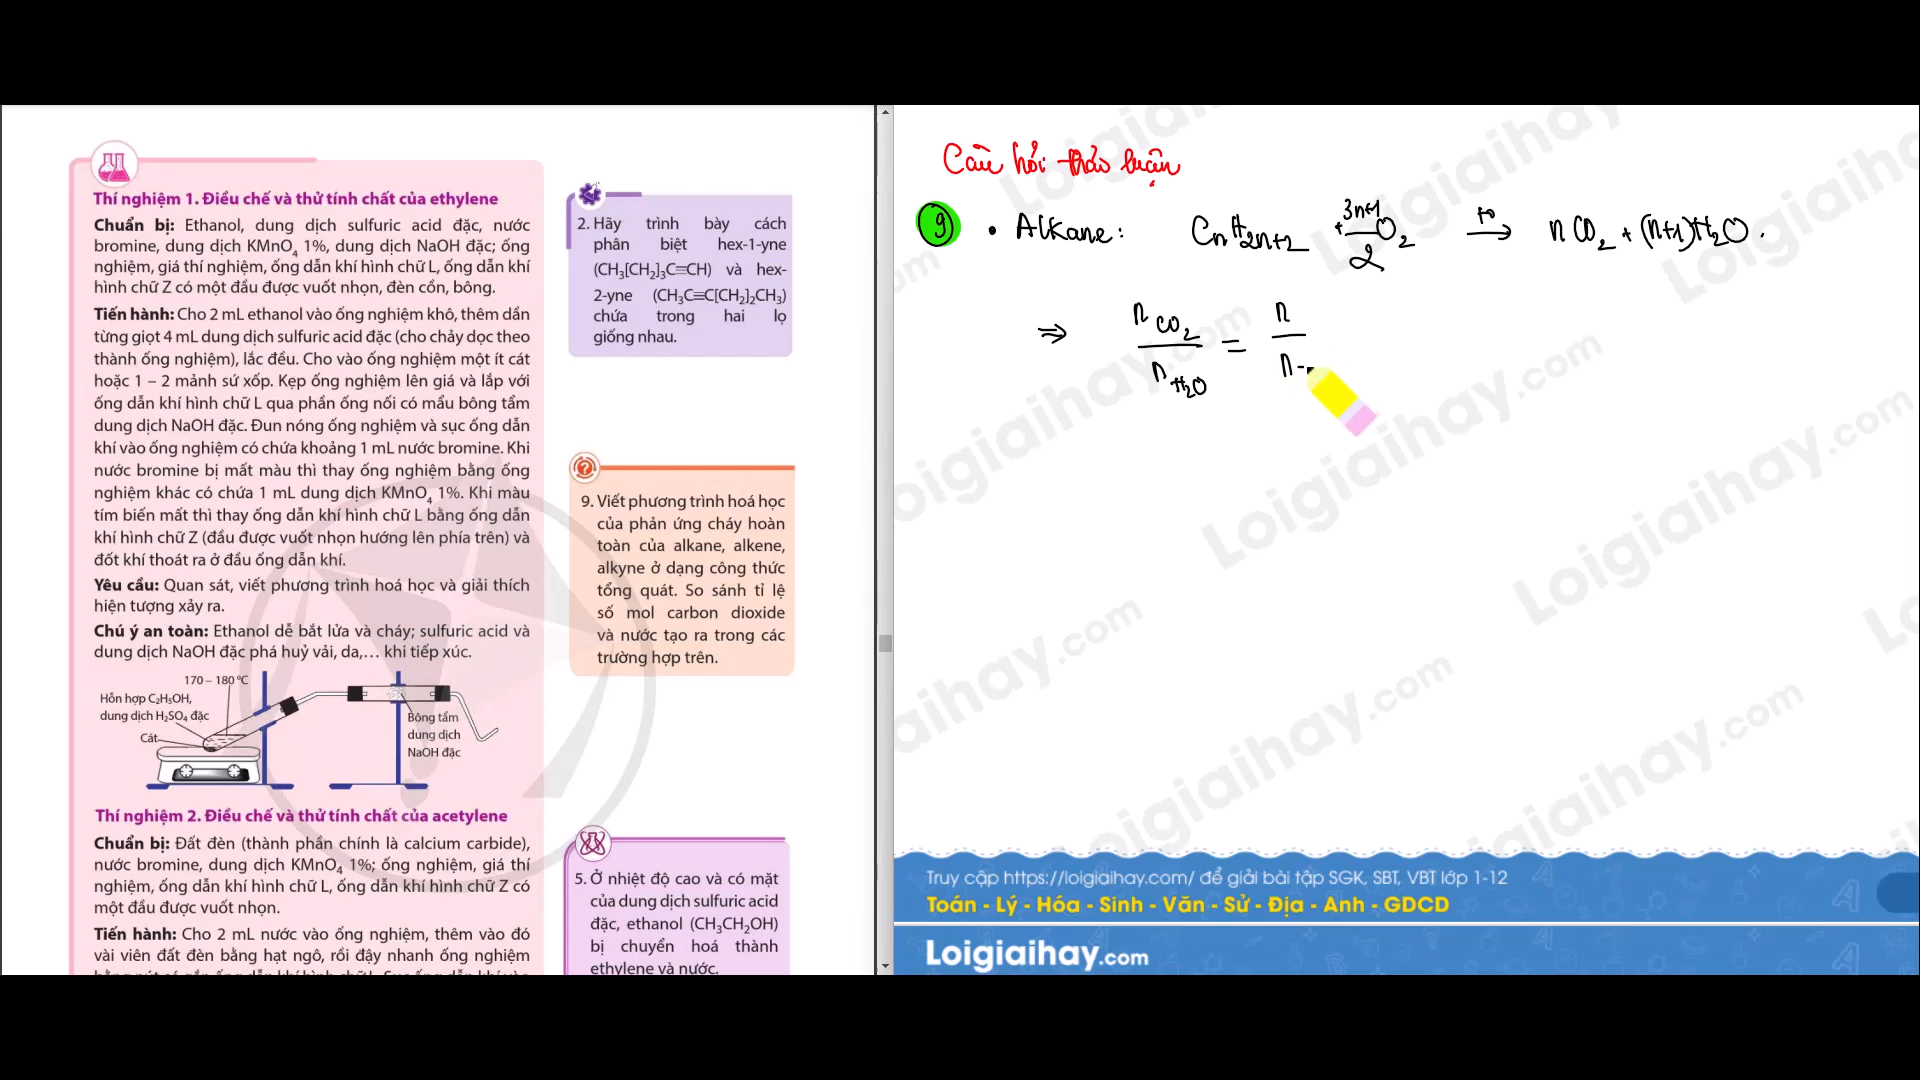 Thí nghiệm 1. Điều chế và thử tính chất của ethylene
Chuẩn bị: Ethanol, dung dịch sulfuric acid đặc, nước
bromine, dung dịch KMnO₄ 1%, dung dịch NaOH đặc; ống
nghiệm, giá thí nghiệm, ống dẫn khí hình chữ L, ống dẫn khí
hình chữ Z có một đầu được vuốt nhọn, đèn cồn, bông.
Tiến hành: Cho 2 mL ethanol vào ống nghiệm khô, thêm dần
từng giọt 4 mL dung dịch sulfuric acid đặc (cho chảy dọc theo
thành ống nghiệm), lắc đều. Cho vào ống nghiệm một ít cát
hoặc 1 – 2 mảnh sứ xốp. Kẹp ống nghiệm lên giá và lắp với
ống dẫn khí hình chữ L qua phần ống nối có mẩu bông tẩm
dung dịch NaOH đặc. Đun nóng ống nghiệm và sục ống dẫn
khí vào ống nghiệm có chứa khoảng 1 mL nước bromine. Khi
nước bromine bị mất màu thì thay ống nghiệm bằng ống
nghiệm khác có chứa 1 mL dung dịch KMnO₄ 1%. Khi màu
tím biến mất thì thay ống dẫn khí hình chữ L bằng ống dẫn
khí hình chữ Z (đầu được vuốt nhọn hướng lên phía trên) và
đốt khí thoát ra ở đầu ống dẫn khí.
Yêu cầu: Quan sát, viết phương trình hoá học và giải thích
hiện tượng xảy ra.
Chú ý an toàn: Ethanol dễ bắt lửa và cháy; sulfuric acid và
dung dịch NaOH đặc phá huỷ vải, da,… khi tiếp xúc.
170 – 180 °C
Hỗn hợp C₂H₅OH,
dung dịch H₂SO₄ đặc
Cát
Bông tẩm
dung dịch
NaOH đặc
Thí nghiệm 2. Điều chế và thử tính chất của acetylene
Chuẩn bị: Đất đèn (thành phần chính là calcium carbide),
nước bromine, dung dịch KMnO₄ 1%; ống nghiệm, giá thí
nghiệm, ống dẫn khí hình chữ L, ống dẫn khí hình chữ Z có
một đầu được vuốt nhọn.
Tiến hành: Cho 2 mL nước vào ống nghiệm, thêm vào đó
vài viên đất đèn bằng hạt ngô, rồi đậy nhanh ống nghiệm
2. Hãy trình bày cách
phân biệt hex-1-yne
(CH₃[CH₂]₃C≡CH) và hex-
2-yne (CH₃C≡C[CH₂]₂CH₃)
chứa trong hai lọ
giống nhau.
9. Viết phương trình hoá học
của phản ứng cháy hoàn
toàn của alkane, alkene,
alkyne ở dạng công thức
tổng quát. So sánh tỉ lệ
số mol carbon dioxide
và nước tạo ra trong các
trường hợp trên.
5. Ở nhiệt độ cao và có mặt
của dung dịch sulfuric acid
đặc, ethanol (CH₃CH₂OH)
bị chuyển hoá thành
ethylene và nước.
Câu hỏi thảo luận
9 • Alkane: CnH2n+2 + 3n+1/2 O₂ →(t°) nCO₂ + (n+1)H₂O.
⇒ nCO₂/nH₂O = n/n-
Loigiaihay.com
Loigiaihay.com
Loigiaihay.com
Loigiaihay.com
Loigiaihay.com
Loigiaihay.com
Truy cập https://loigiaihay.com/ để giải bài tập SGK, SBT, VBT lớp 1-12
Toán - Lý - Hóa - Sinh - Văn - Sử - Địa - Anh - GDCD
Loigiaihay.com